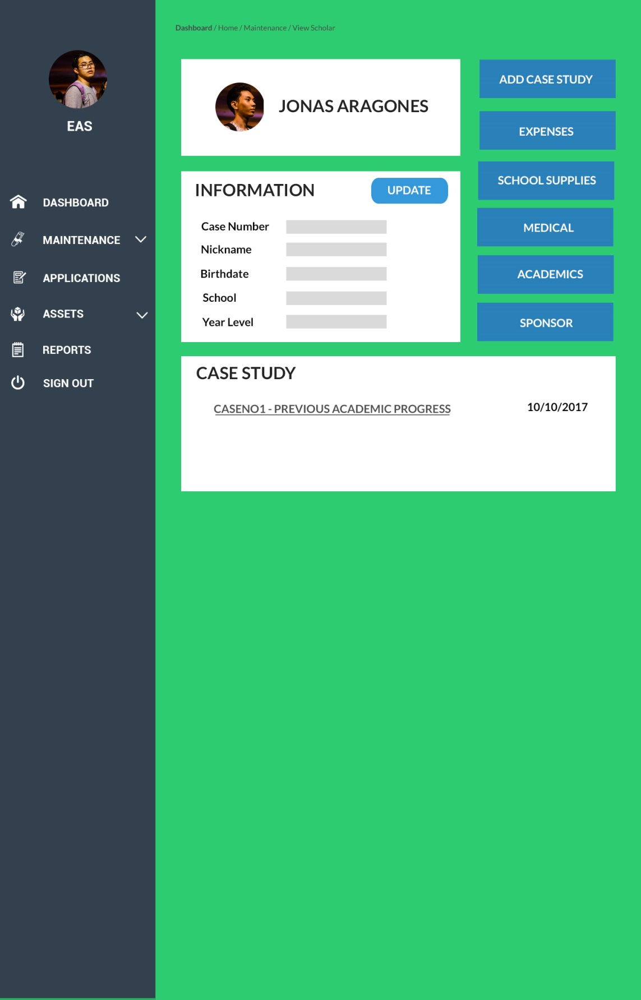 Dashboard / Home / Maintenance / View Scholar
EAS
DASHBOARD
MAINTENANCE
APPLICATIONS
ASSETS
REPORTS
SIGN OUT
JONAS ARAGONES
ADD CASE STUDY
EXPENSES
SCHOOL SUPPLIES
MEDICAL
ACADEMICS
SPONSOR
INFORMATION
UPDATE
Case Number
Nickname
Birthdate
School
Year Level
CASE STUDY
CASENO1 - PREVIOUS ACADEMIC PROGRESS
10/10/2017